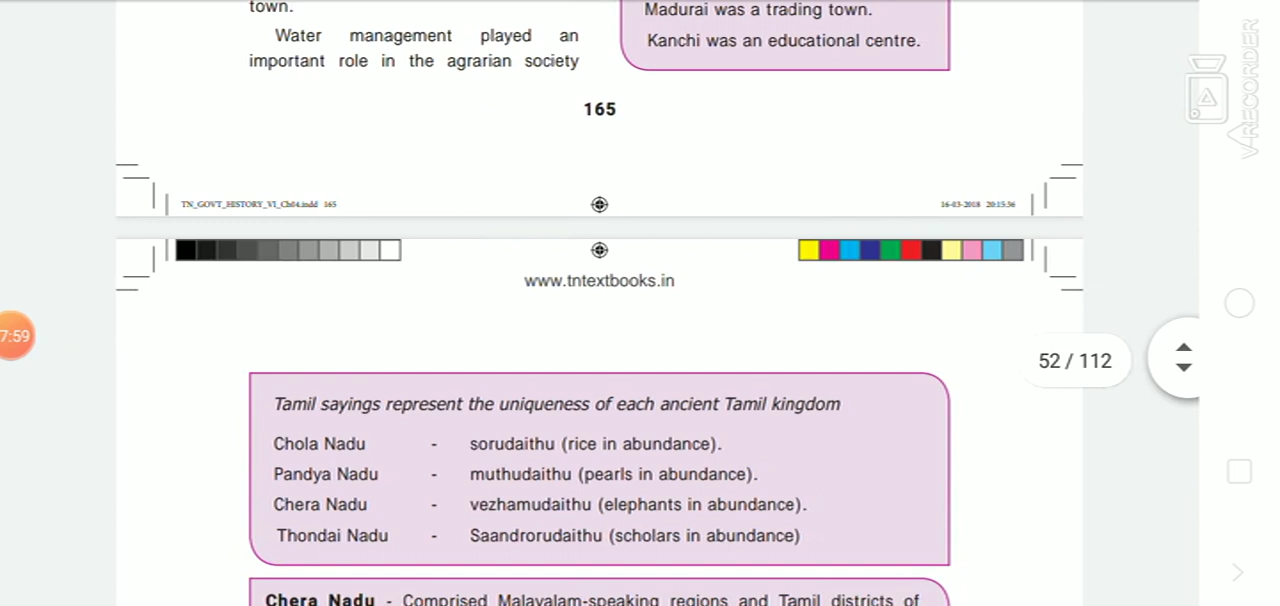 town.
Water management played an
important role in the agrarian society
Madurai was a trading town.
Kanchi was an educational centre.
165
TN_GOVT_HISTORY_VI_Ch04.indd 165
16-03-2018 20:15:36
www.tntextbooks.in
7:59
52 / 112
V-RECORDER
Tamil sayings represent the uniqueness of each ancient Tamil kingdom
Chola Nadu - sorudaithu (rice in abundance).
Pandya Nadu - muthudaithu (pearls in abundance).
Chera Nadu - vezhamudaithu (elephants in abundance).
Thondai Nadu - Saandrorudaithu (scholars in abundance)
Chera Nadu - Comprised Malayalam-speaking regions and Tamil districts of